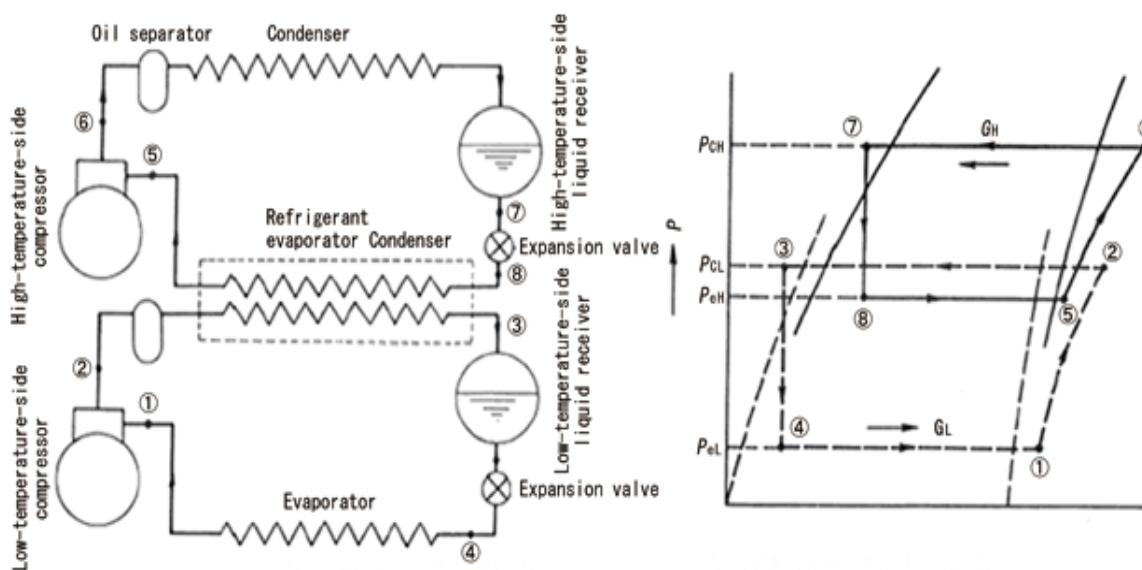 Oil separator
Condenser
High-temperature-side
liquid receiver
⑥
⑤
High-temperature-side
compressor
⑦
Refrigerant
evaporator Condenser
Expansion valve
⑧
③
Low-temperature-side
liquid receiver
②
①
Low-temperature-side
compressor
Expansion valve
Evaporator
④
P
PCH
PCL
PeH
PeL
⑦
GH
③
②
⑧
⑤
④
GL
①